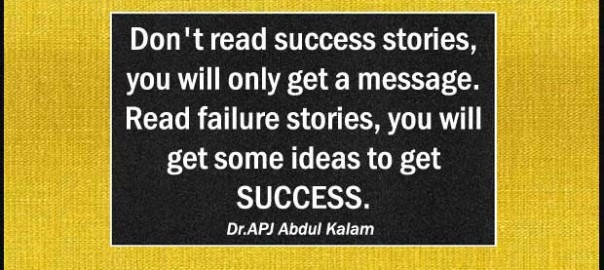 Don't read success stories,
you will only get a message.
Read failure stories, you will
get some ideas to get
SUCCESS.
Dr.APJ Abdul Kalam